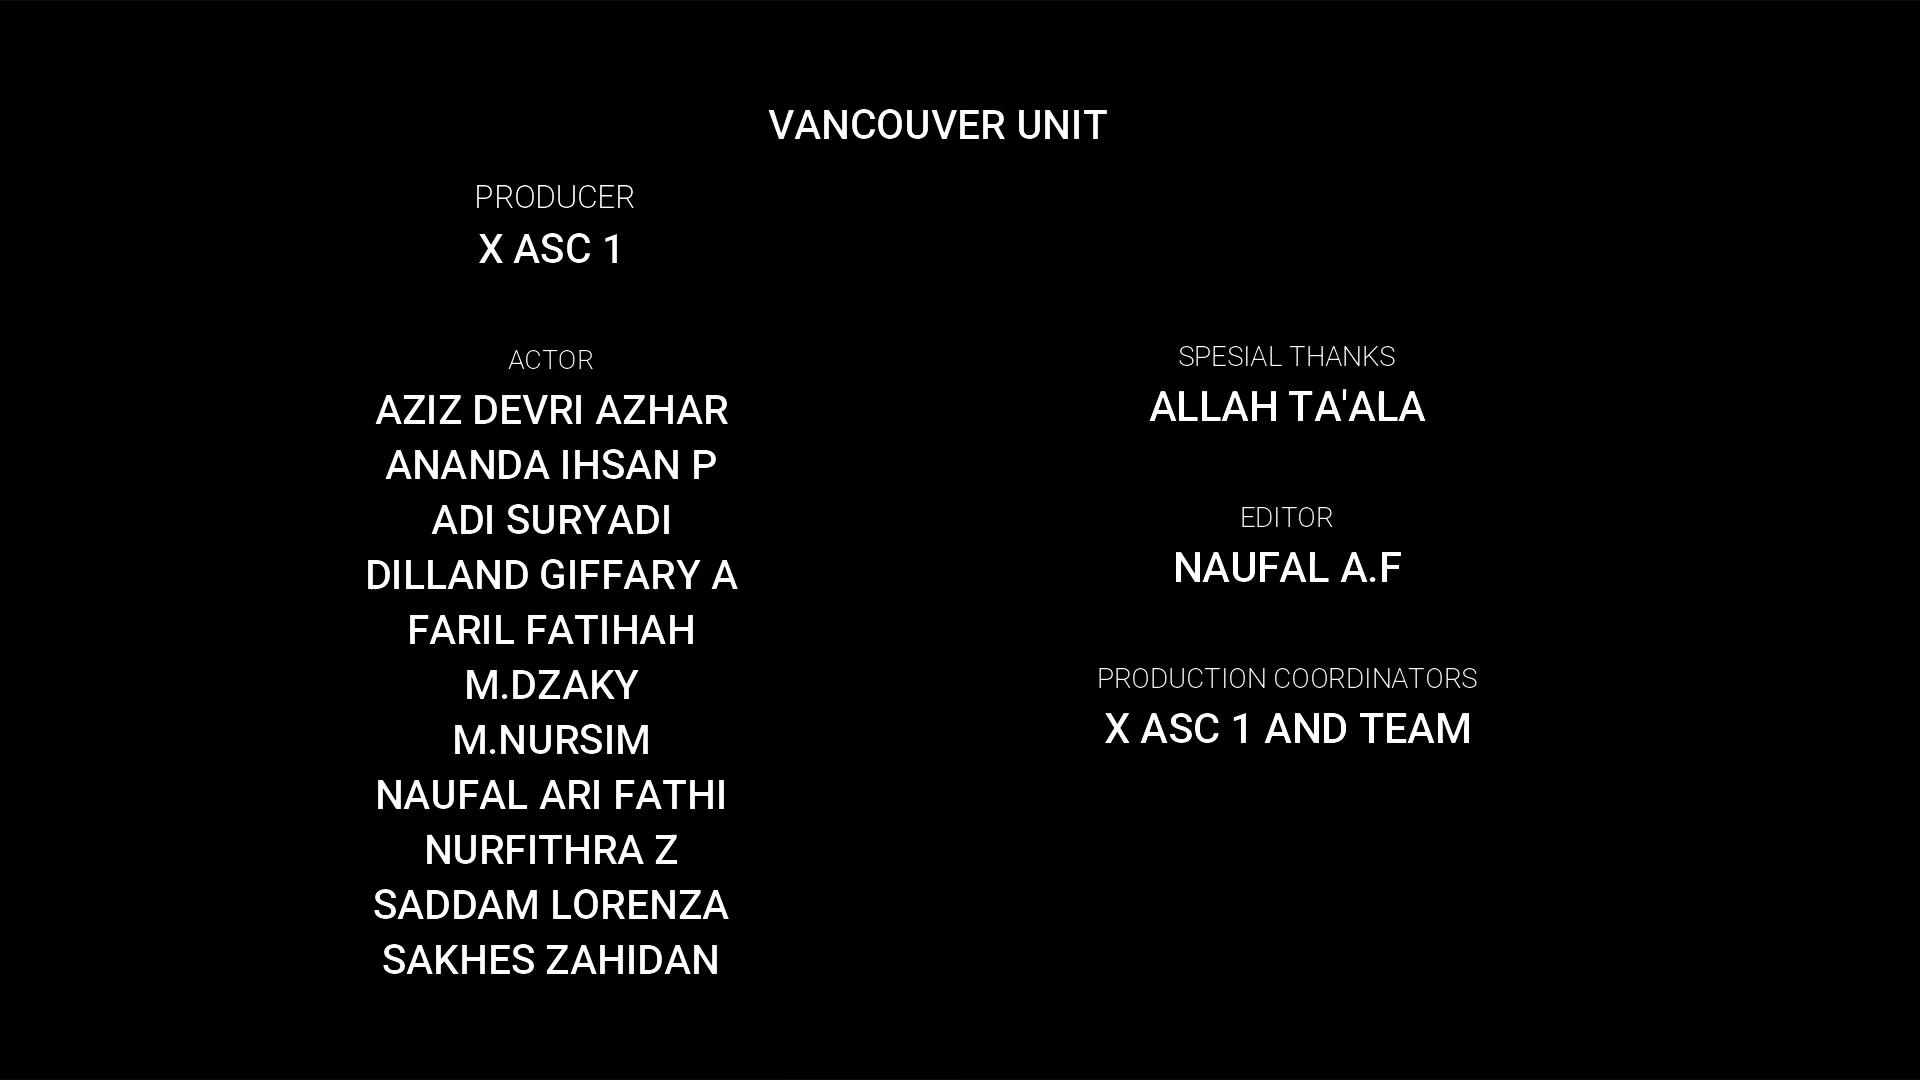 VANCOUVER UNIT
PRODUCER
X ASC 1
ACTOR
AZIZ DEVRI AZHAR
ANANDA IHSAN P
ADI SURYADI
DILLAND GIFFARY A
FARIL FATIHAH
M.DZAKY
M.NURSIM
NAUFAL ARI FATHI
NURFITHRA Z
SADDAM LORENZA
SAKHES ZAHIDAN
SPESIAL THANKS
ALLAH TA'ALA
EDITOR
NAUFAL A.F
PRODUCTION COORDINATORS
X ASC 1 AND TEAM